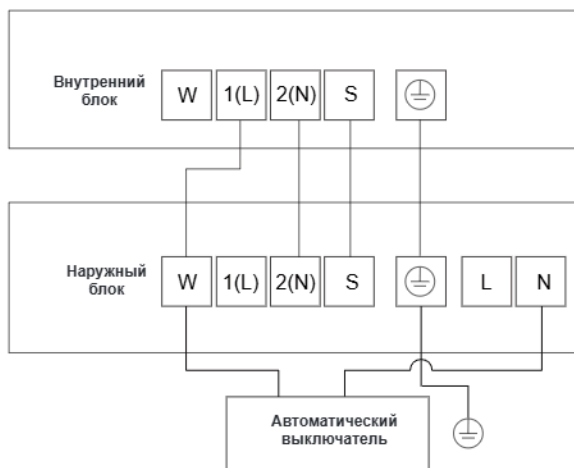 Внутренний
блок
W 1(L) 2(N) S
Наружный
блок
W 1(L) 2(N) S L N
Автоматический
выключатель